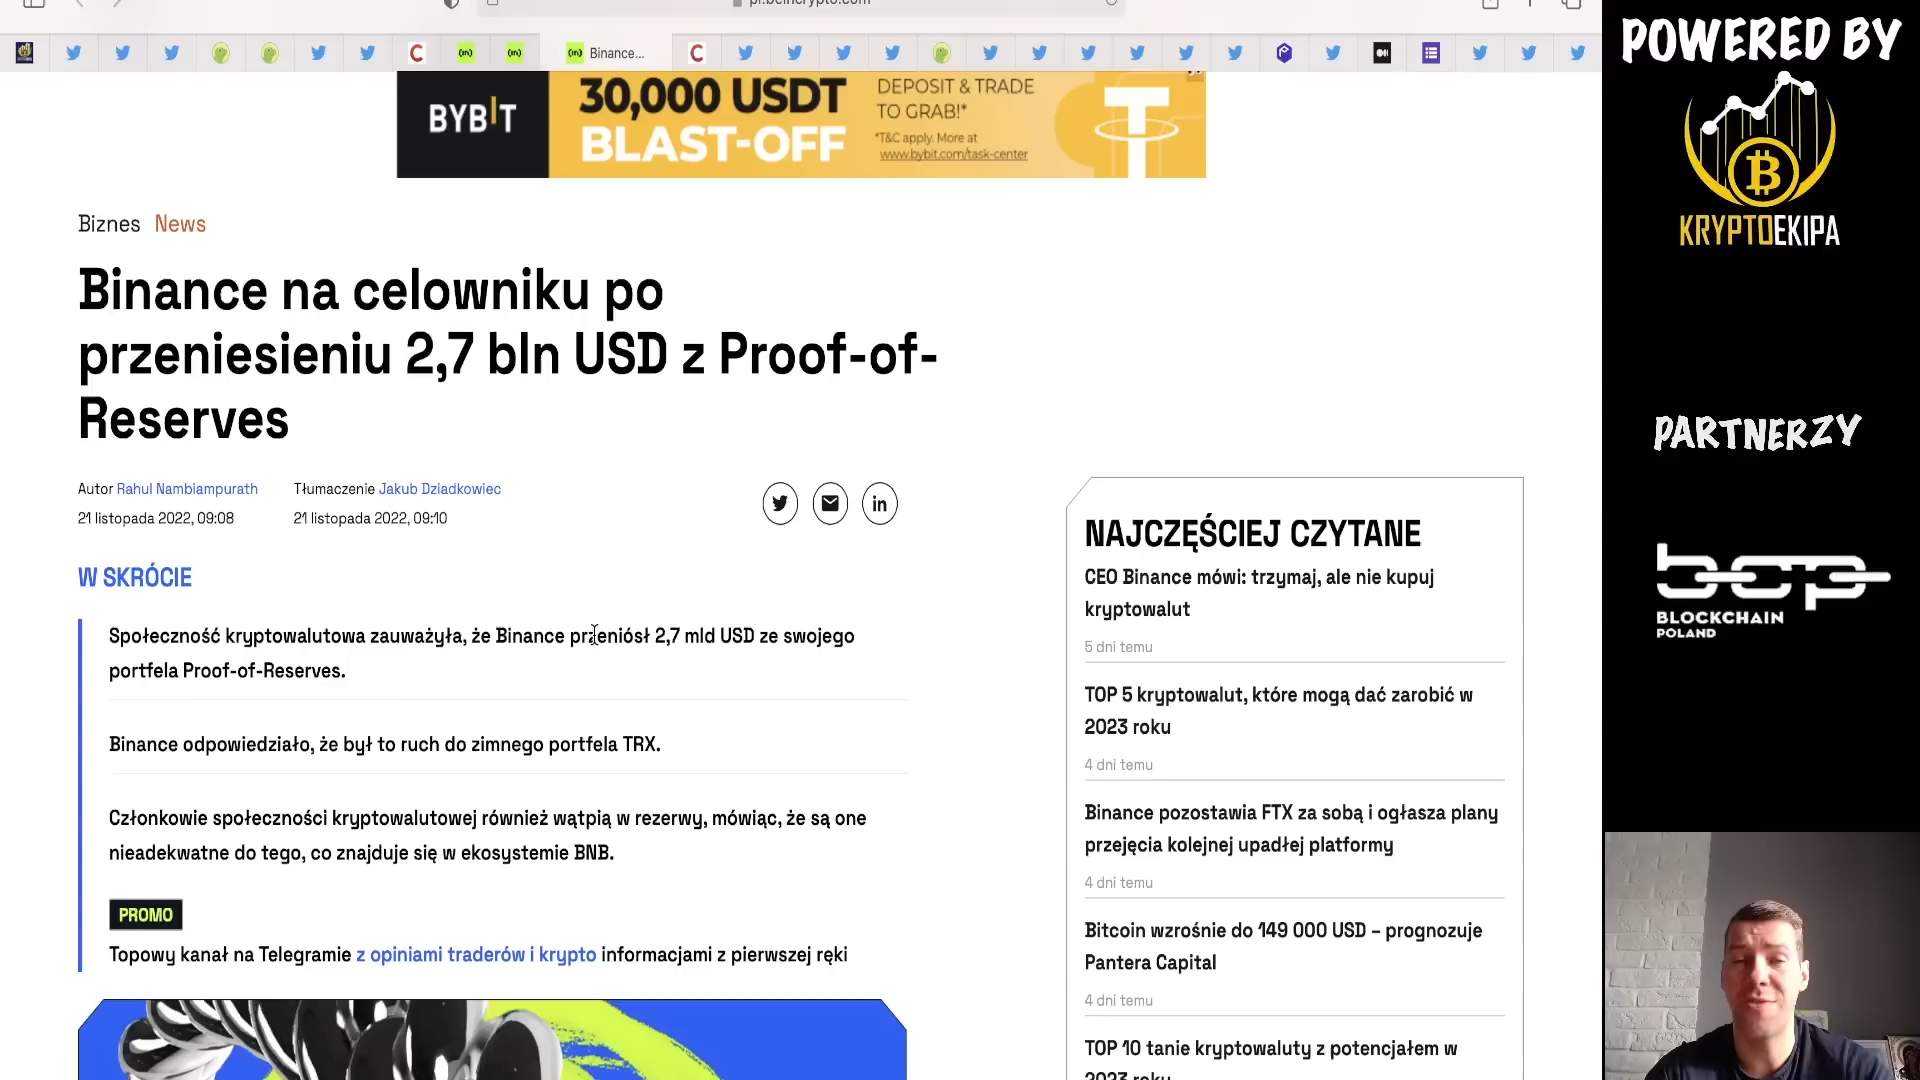 pl.beincrypto.com
Binance...
BYBIT
30,000 USDT
BLAST-OFF
DEPOSIT & TRADE
TO GRAB!*
*T&C apply. More at
www.bybit.com/task-center
Biznes News
Binance na celowniku po
przeniesieniu 2,7 bln USD z Proof-of-
Reserves
Autor Rahul Nambiampurath
21 listopada 2022, 09:08
Tłumaczenie Jakub Dziadkowiec
21 listopada 2022, 09:10
W SKRÓCIE
Społeczność kryptowalutowa zauważyła, że Binance przeniósł 2,7 mld USD ze swojego
portfela Proof-of-Reserves.
Binance odpowiedziało, że był to ruch do zimnego portfela TRX.
Członkowie społeczności kryptowalutowej również wątpią w rezerwy, mówiąc, że są one
nieadekwatne do tego, co znajduje się w ekosystemie BNB.
PROMO
Topowy kanał na Telegramie z opiniami traderów i krypto informacjami z pierwszej ręki
NAJCZĘŚCIEJ CZYTANE
CEO Binance mówi: trzymaj, ale nie kupuj
kryptowalut
5 dni temu
TOP 5 kryptowalut, które mogą dać zarobić w
2023 roku
4 dni temu
Binance pozostawia FTX za sobą i ogłasza plany
przejęcia kolejnej upadłej platformy
4 dni temu
Bitcoin wzrośnie do 149 000 USD – prognozuje
Pantera Capital
4 dni temu
TOP 10 tanie kryptowaluty z potencjałem w
2023 roku
POWERED BY
KRYPTOEKIPA
PARTNERZY
bcp
BLOCKCHAIN
POLAND